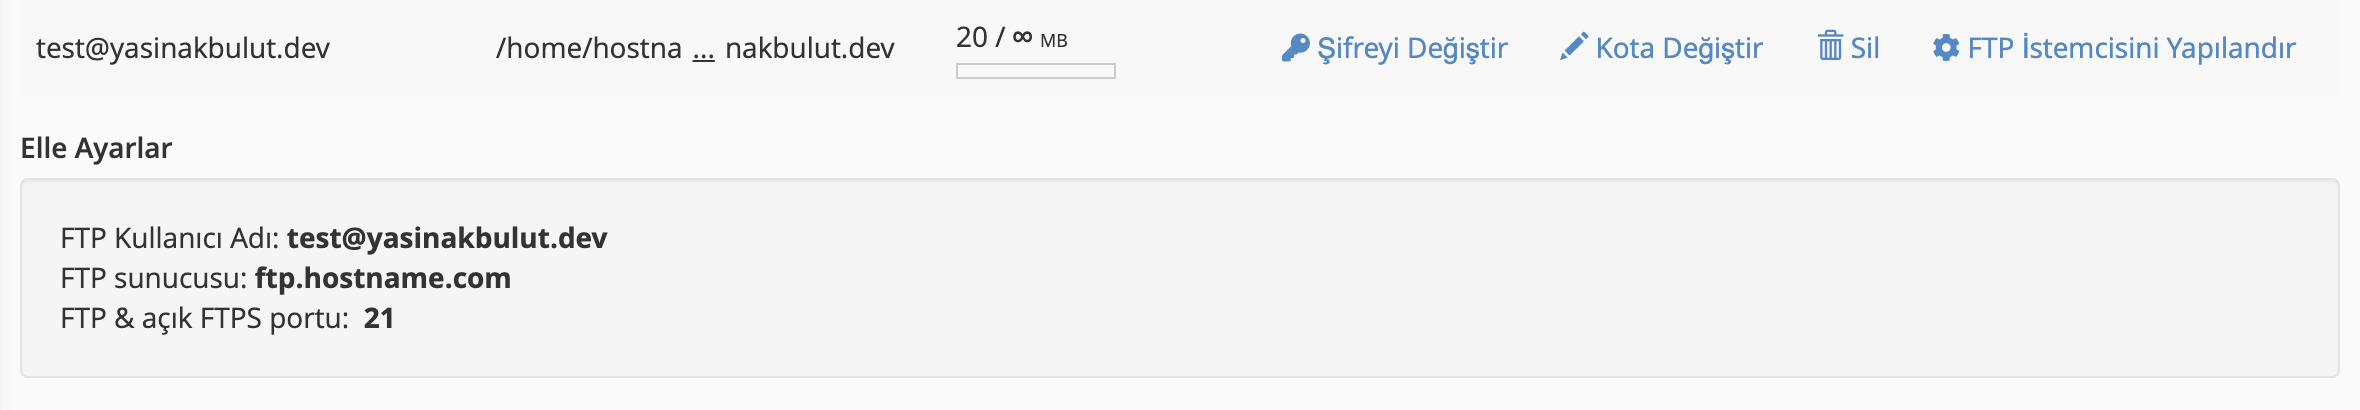 test@yasinakbulut.dev /home/hostna ... nakbulut.dev 20 / ∞ MB Şifreyi Değiştir Kota Değiştir Sil FTP İstemcisini Yapılandır
Elle Ayarlar
FTP Kullanıcı Adı: test@yasinakbulut.dev
FTP sunucusu: ftp.hostname.com
FTP & açık FTPS portu: 21